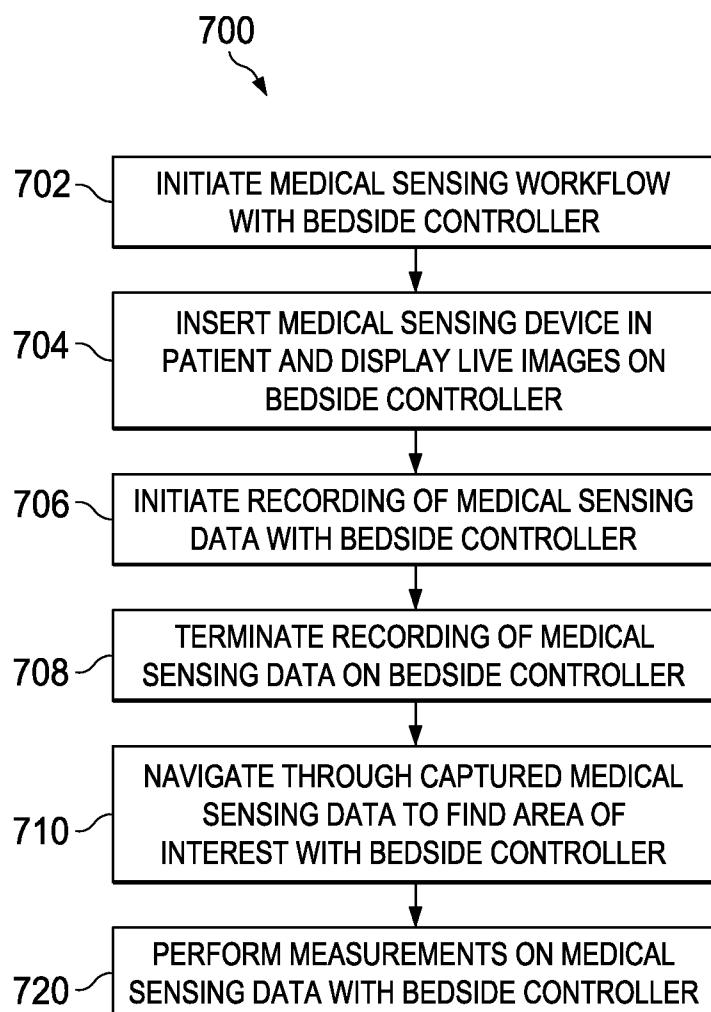 700
702
INITIATE MEDICAL SENSING WORKFLOW
WITH BEDSIDE CONTROLLER
704
INSERT MEDICAL SENSING DEVICE IN
PATIENT AND DISPLAY LIVE IMAGES ON
BEDSIDE CONTROLLER
706
INITIATE RECORDING OF MEDICAL SENSING
DATA WITH BEDSIDE CONTROLLER
708
TERMINATE RECORDING OF MEDICAL
SENSING DATA ON BEDSIDE CONTROLLER
710
NAVIGATE THROUGH CAPTURED MEDICAL
SENSING DATA TO FIND AREA OF
INTEREST WITH BEDSIDE CONTROLLER
720
PERFORM MEASUREMENTS ON MEDICAL
SENSING DATA WITH BEDSIDE CONTROLLER